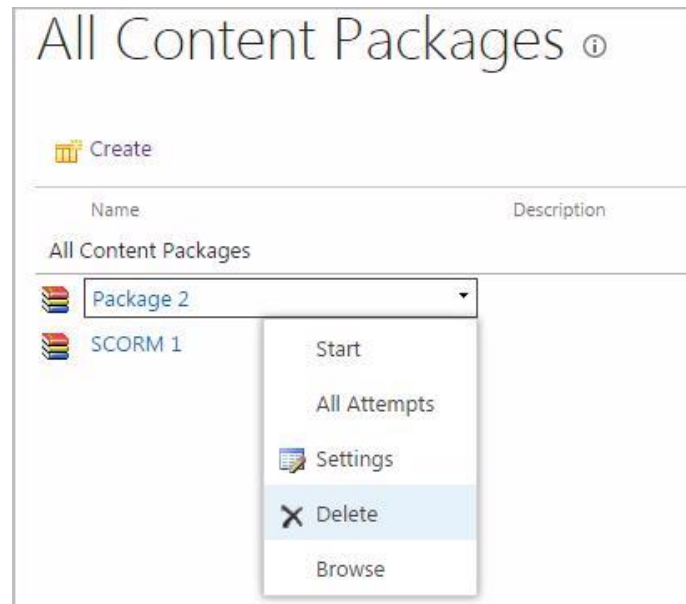 All Content Packages
Create
Name Description
All Content Packages
Package 2
SCORM 1
Start
All Attempts
Settings
Delete
Browse